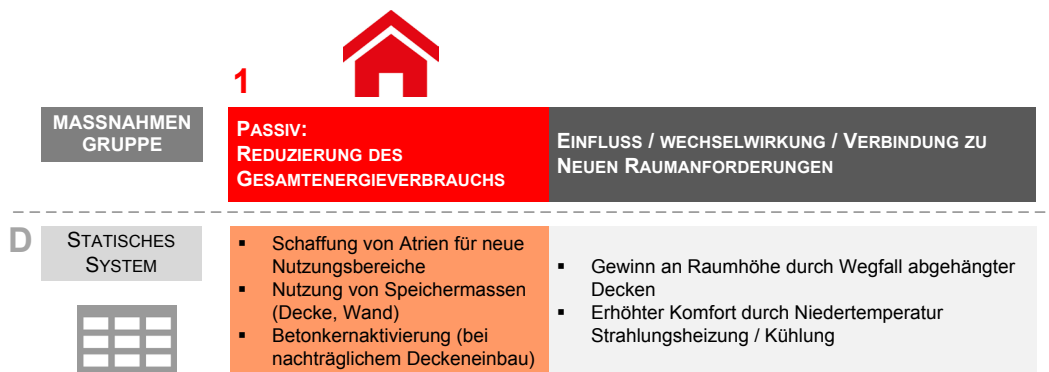 1
MASSNAHMEN
GRUPPE
PASSIV:
REDUZIERUNG DES
GESAMTENERGIEVERBRAUCHS
EINFLUSS / WECHSELWIRKUNG / VERBINDUNG ZU
NEUEN RAUMANFORDERUNGEN
D
STATISCHES
SYSTEM
▪ Schaffung von Atrien für neue
Nutzungsbereiche
▪ Nutzung von Speichermassen
(Decke, Wand)
▪ Betonkernaktivierung (bei
nachträglichem Deckeneinbau)
▪ Gewinn an Raumhöhe durch Wegfall abgehängter
Decken
▪ Erhöhter Komfort durch Niedertemperatur
Strahlungsheizung / Kühlung